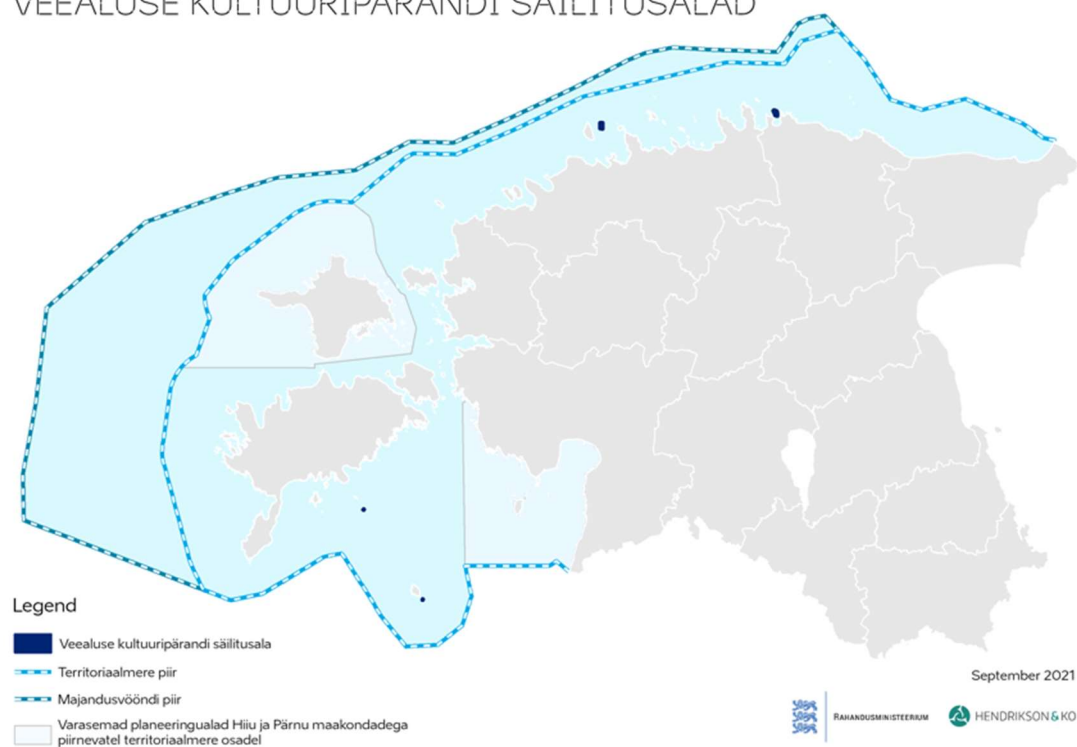 VEEALUSE KULTUURIPÄRANDI SÄILITUSALAD
Legend
Veealuse kultuuripärandi säilitusala
Territoriaalmere piir
Majandusvööndi piir
Varasemad planeeringualad Hiiu ja Pärnu maakondadega
piirnevatel territoriaalmere osadel
September 2021
RAHANDUSMINISTEERIUM
HENDRIKSON&KO